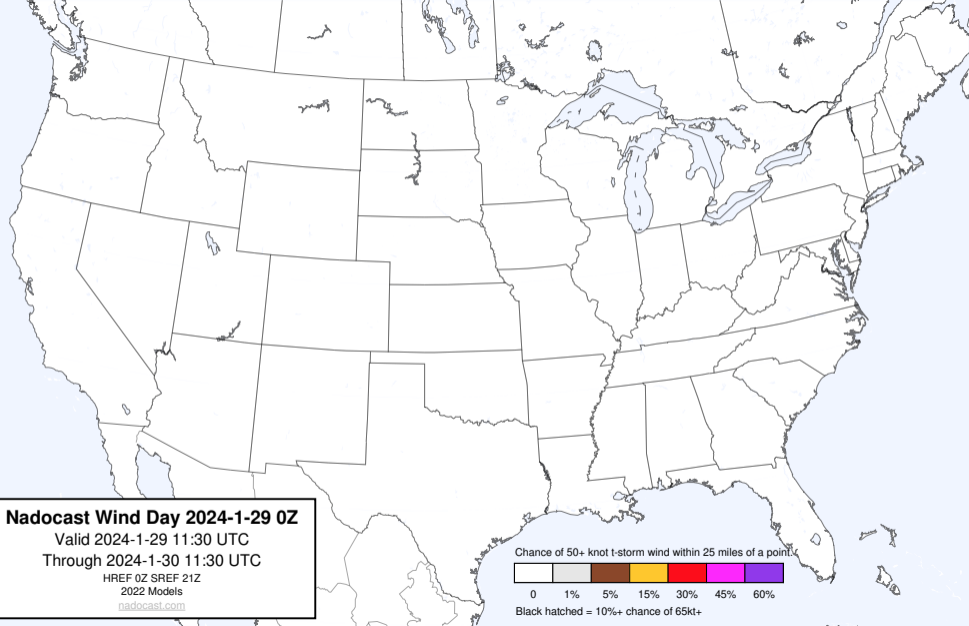 Nadocast Wind Day 2024-1-29 0Z
Valid 2024-1-29 11:30 UTC
Through 2024-1-30 11:30 UTC
HREF 0Z SREF 21Z
2022 Models
nadocast.com
Chance of 50+ knot t-storm wind within 25 miles of a point.
0 1% 5% 15% 30% 45% 60%
Black hatched = 10%+ chance of 65kt+